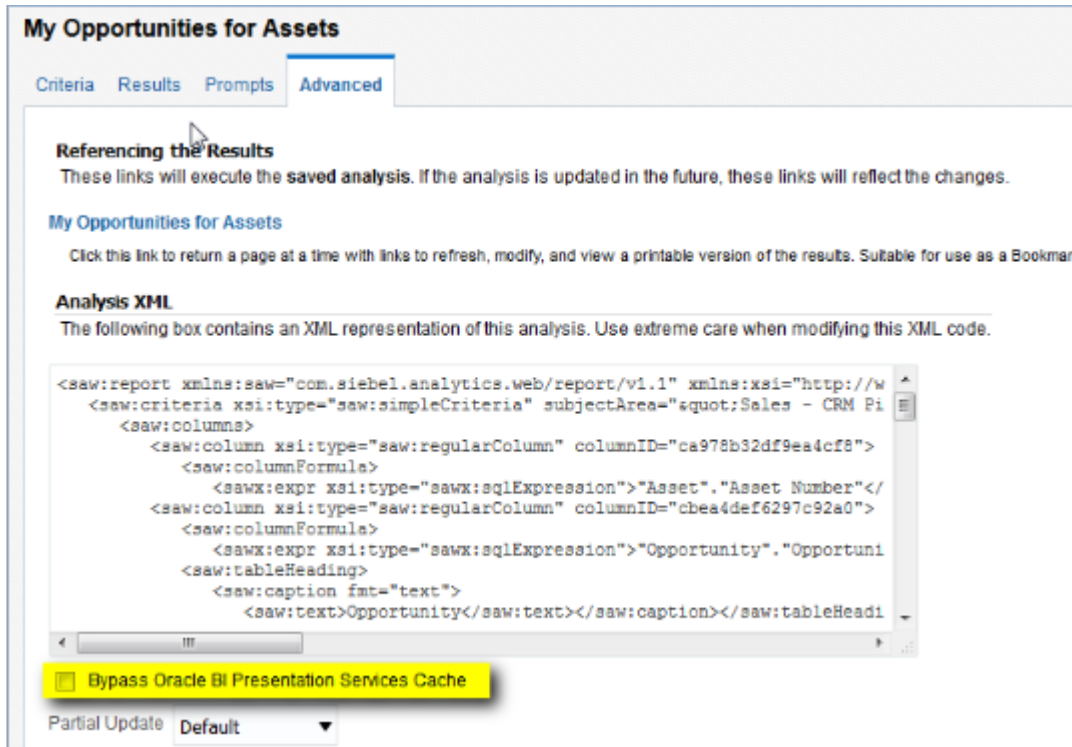 My Opportunities for Assets
Criteria Results Prompts Advanced
Referencing the Results
These links will execute the saved analysis. If the analysis is updated in the future, these links will reflect the changes.
My Opportunities for Assets
Click this link to return a page at a time with links to refresh, modify, and view a printable version of the results. Suitable for use as a Bookmar
Analysis XML
The following box contains an XML representation of this analysis. Use extreme care when modifying this XML code.
<saw:report xmlns:saw="com.siebel.analytics.web/report/v1.1" xmlns:xsi="http://w
<saw:criteria xsi:type="saw:simpleCriteria" subjectArea="&quot;Sales - CRM Pi
<saw:columns>
<saw:column xsi:type="saw:regularColumn" columnID="ca978b32df9ea4cf8">
<saw:columnFormula>
<sawx:expr xsi:type="sawx:sqlExpression">"Asset"."Asset Number"</
<saw:column xsi:type="saw:regularColumn" columnID="cbea4def6297c92a0">
<saw:columnFormula>
<sawx:expr xsi:type="sawx:sqlExpression">"Opportunity"."Opportuni
<saw:tableHeading>
<saw:caption fmt="text">
<saw:text>Opportunity</saw:text></saw:caption></saw:tableHeadi
Bypass Oracle BI Presentation Services Cache
Partial Update Default